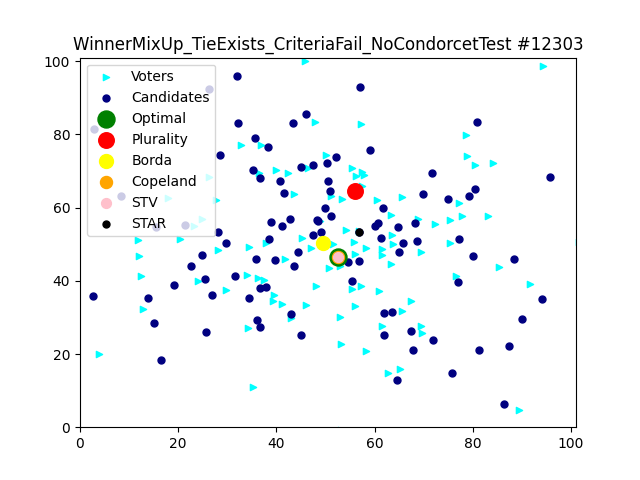 WinnerMixUp_TieExists_CriteriaFail_NoCondorcetTest #12303
100
80
60
40
20
0
Voters
Candidates
Optimal
Plurality
Borda
Copeland
STV
STAR
0 20 40 60 80 100